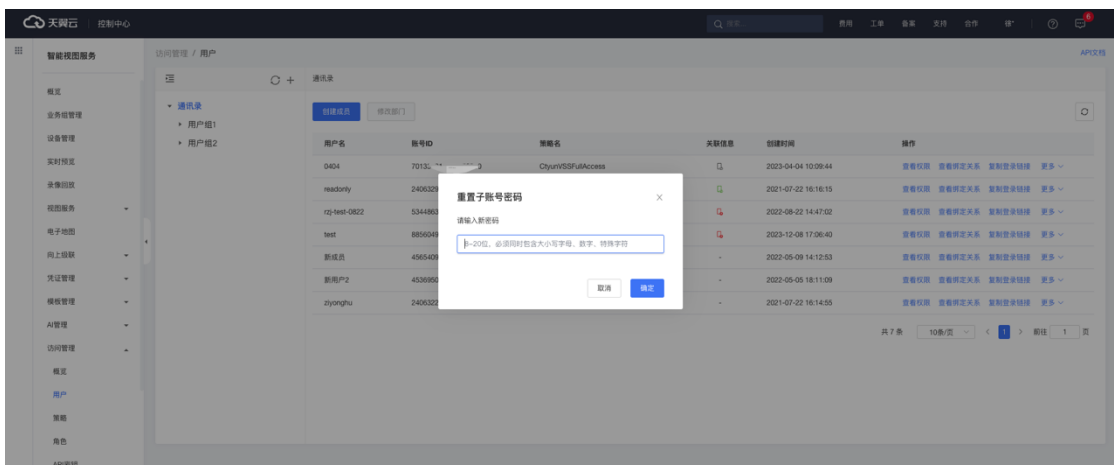 天翼云 控制中心 搜索... 费用 工单 备案 支持 合作 6
智能视图服务 访问管理 / 用户 API文档
概览
业务组管理
设备管理
实时预览
录像回放
视图服务
电子地图
向上级联
凭证管理
模板管理
AI管理
访问管理
概览
用户
策略
角色
通讯录
用户组1
用户组2
通讯录
创建成员 修改部门
用户名 账号ID 策略名 关联信息 创建时间 操作
0404 CtyunVSSFullAccess 2023-04-04 10:09:44 查看权限 查看绑定关系 复制登录链接 更多
readonly 2406329 2021-07-22 16:16:15 查看权限 查看绑定关系 复制登录链接 更多
rzj-test-0822 5344863 2022-08-22 14:47:02 查看权限 查看绑定关系 复制登录链接 更多
test 8856049 2023-12-08 17:06:40 查看权限 查看绑定关系 复制登录链接 更多
新成员 4565409 - 2022-05-09 14:12:53 查看权限 查看绑定关系 复制登录链接 更多
新用户2 4536950 - 2022-05-05 18:11:09 查看权限 查看绑定关系 复制登录链接 更多
ziyonghu 2406322 - 2021-07-22 16:14:55 查看权限 查看绑定关系 复制登录链接 更多
共 7 条 10条/页 < 1 > 前往 1 页
重置子账号密码
请输入新密码
8~20位，必须同时包含大小写字母、数字、特殊字符
取消 确定